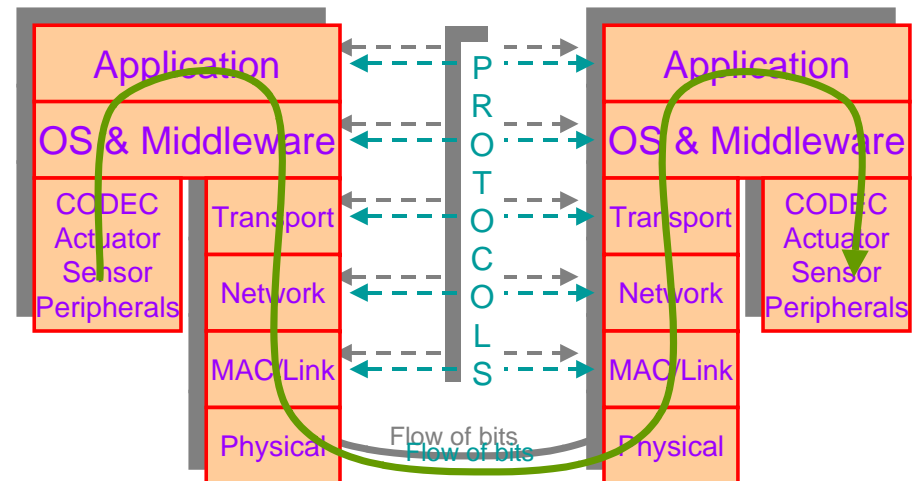 Application
OS & Middleware
CODEC
Actuator
Sensor
Peripherals
Transport
Network
MAC/Link
Physical
P
R
O
T
O
C
O
L
S
Flow of bits
Flow of bits
Application
OS & Middleware
Transport
Network
MAC/Link
Physical
CODEC
Actuator
Sensor
Peripherals